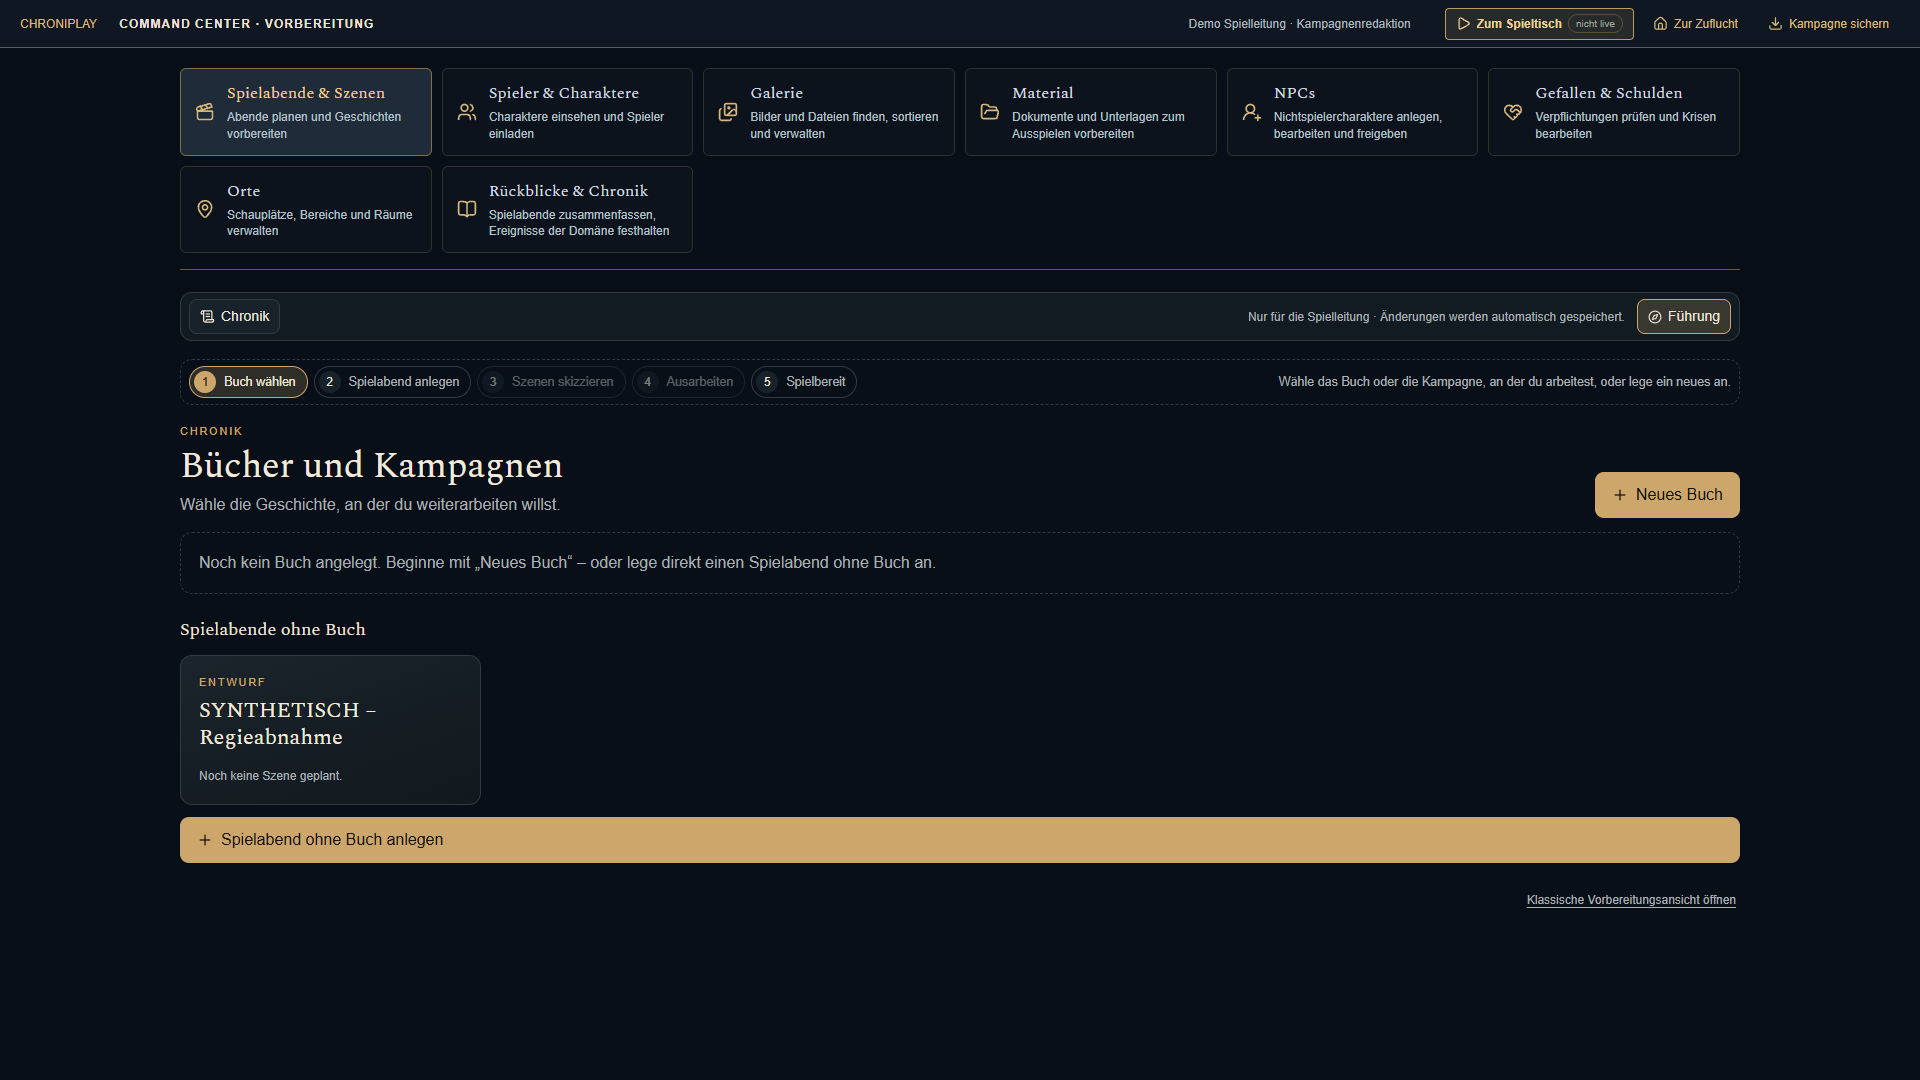 CHRONIPLAY
COMMAND CENTER · VORBEREITUNG
Demo Spielleitung · Kampagnenredaktion
Zum Spieltisch nicht live
Zur Zuflucht
Kampagne sichern
Spielabende & Szenen
Abende planen und Geschichten
vorbereiten
Spieler & Charaktere
Charaktere einsehen und Spieler
einladen
Galerie
Bilder und Dateien finden, sortieren
und verwalten
Material
Dokumente und Unterlagen zum
Ausspielen vorbereiten
NPCs
Nichtspielercharaktere anlegen,
bearbeiten und freigeben
Gefallen & Schulden
Verpflichtungen prüfen und Krisen
bearbeiten
Orte
Schauplätze, Bereiche und Räume
verwalten
Rückblicke & Chronik
Spielabende zusammenfassen,
Ereignisse der Domäne festhalten
Chronik
Nur für die Spielleitung · Änderungen werden automatisch gespeichert.
Führung
1 Buch wählen
2 Spielabend anlegen
3 Szenen skizzieren
4 Ausarbeiten
5 Spielbereit
Wähle das Buch oder die Kampagne, an der du arbeitest, oder lege ein neues an.
CHRONIK
Bücher und Kampagnen
Wähle die Geschichte, an der du weiterarbeiten willst.
Neues Buch
Noch kein Buch angelegt. Beginne mit „Neues Buch“ – oder lege direkt einen Spielabend ohne Buch an.
Spielabende ohne Buch
ENTWURF
SYNTHETISCH –
Regieabnahme
Noch keine Szene geplant.
Spielabend ohne Buch anlegen
Klassische Vorbereitungsansicht öffnen